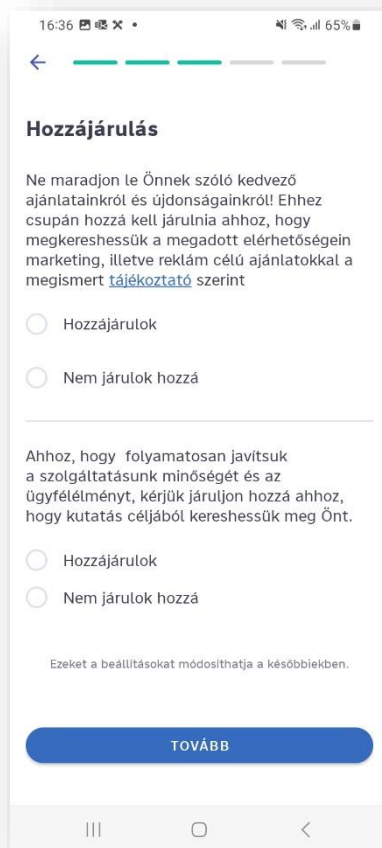 16:36 65%
Hozzájárulás
Ne maradjon le Önnek szóló kedvező
ajánlatainkról és újdonságainkról! Ehhez
csupán hozzá kell járulnia ahhoz, hogy
megkereshessük a megadott elérhetőségein
marketing, illetve reklám célú ajánlatokkal a
megismert tájékoztató szerint
Hozzájárulok
Nem járulok hozzá
Ahhoz, hogy folyamatosan javítsuk
a szolgáltatásunk minőségét és az
ügyfélélményt, kérjük járuljon hozzá ahhoz,
hogy kutatás céljából kereshessük meg Önt.
Hozzájárulok
Nem járulok hozzá
Ezeket a beállításokat módosíthatja a későbbiekben.
TOVÁBB